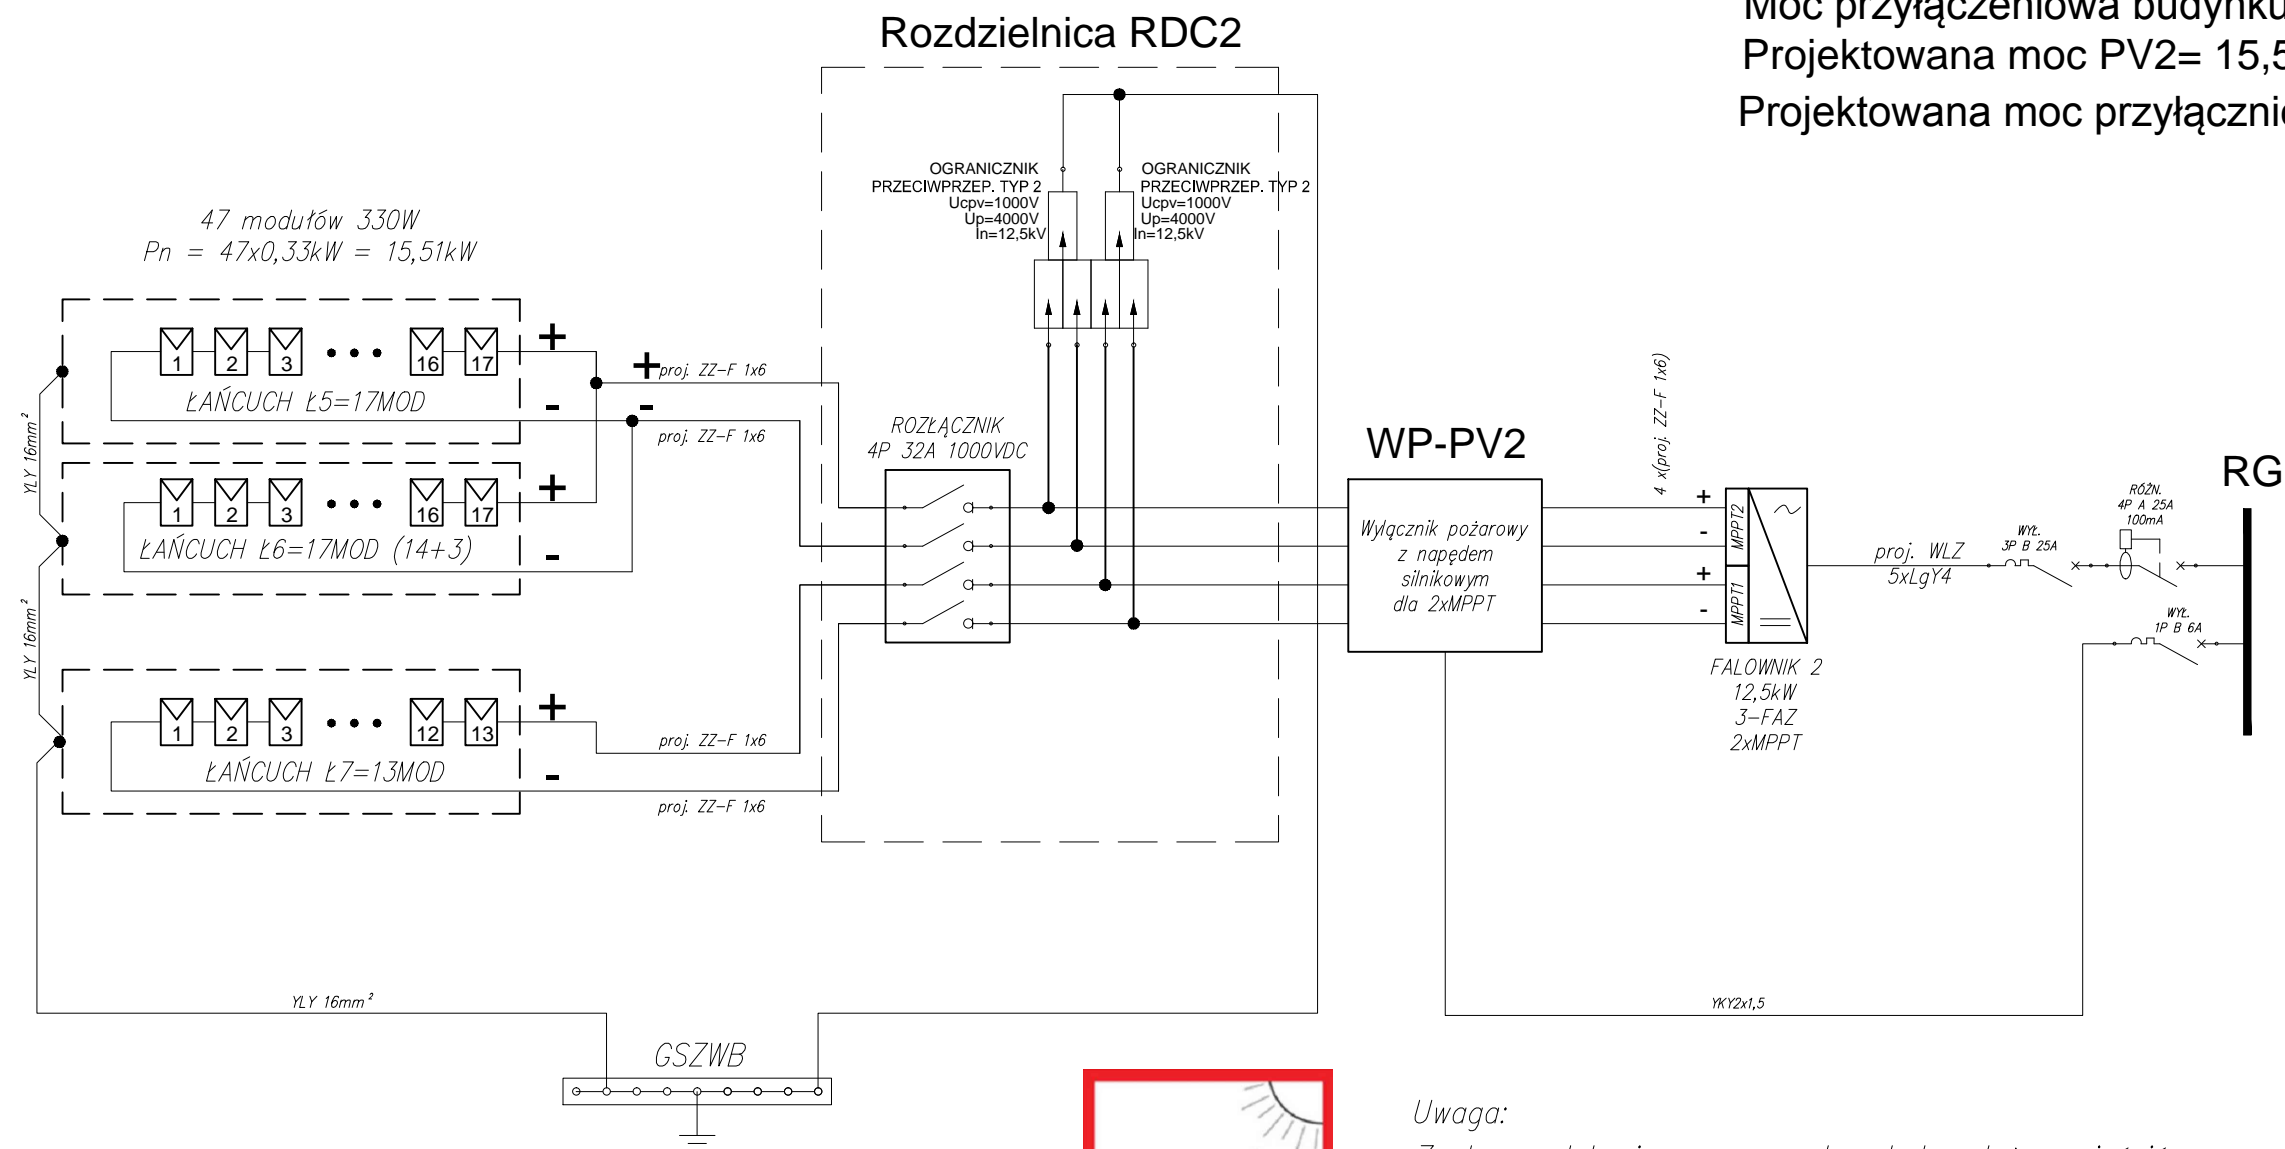 Moc przyłączeniowa budynku
Projektowana moc PV2= 15,5
Projektowana moc przyłącznio
Rozdzielnica RDC2
OGRANICZNIK
PRZECIWPRZEP. TYP 2
Ucpv=1000V
Up=4000V
In=12,5kV
OGRANICZNIK
PRZECIWPRZEP. TYP 2
Ucpv=1000V
Up=4000V
In=12,5kV
47 modułów 330W
Pn = 47x0,33kW = 15,51kW
1 2 3 16 17
+
ŁAŃCUCH Ł5=17MOD
-
+
-
proj. ZZ-F 1x6
proj. ZZ-F 1x6
YLY 16mm²
1 2 3 16 17
+
ŁAŃCUCH Ł6=17MOD (14+3)
-
YLY 16mm²
1 2 3 12 13
+
ŁAŃCUCH Ł7=13MOD
-
proj. ZZ-F 1x6
proj. ZZ-F 1x6
ROZŁĄCZNIK
4P 32A 1000VDC
WP-PV2
Wyłącznik pożarowy
z napędem
silnikowym
dla 2xMPPT
4 x(proj. ZZ-F 1x6)
+
-
+
-
MPPT2
MPPT1
FALOWNIK 2
12,5kW
3-FAZ
2xMPPT
proj. WLZ
5xLgY4
WYŁ.
3P B 25A
RÓŻN.
4P A 25A
100mA
WYŁ.
1P B 6A
RG
YLY 16mm²
YKY2x1,5
GSZWB
Uwaga: